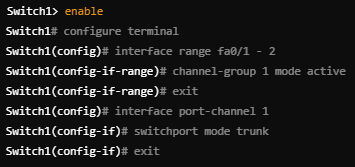 Switch1> enable
Switch1# configure terminal
Switch1(config)# interface range fa0/1 - 2
Switch1(config-if-range)# channel-group 1 mode active
Switch1(config-if-range)# exit
Switch1(config)# interface port-channel 1
Switch1(config-if)# switchport mode trunk
Switch1(config-if)# exit